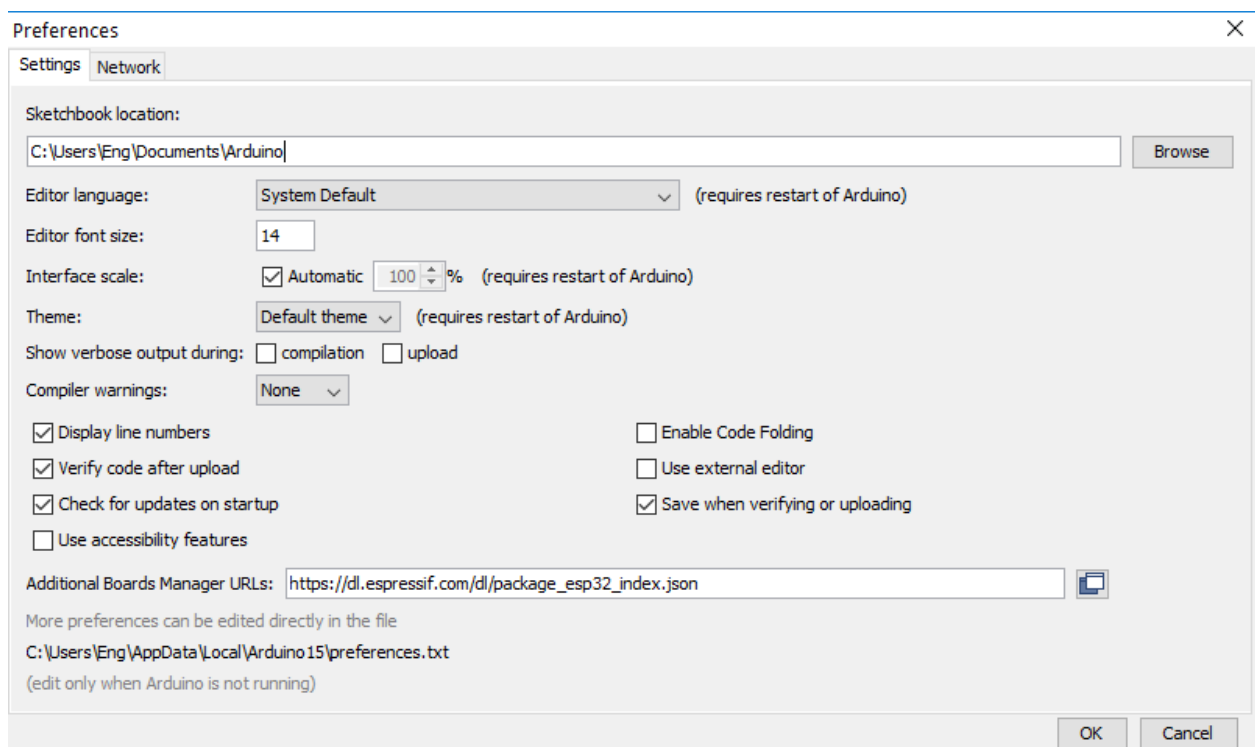 Preferences
Settings Network
Sketchbook location:
C:\Users\Eng\Documents\Arduino Browse
Editor language: System Default (requires restart of Arduino)
Editor font size: 14
Interface scale: Automatic 100 % (requires restart of Arduino)
Theme: Default theme (requires restart of Arduino)
Show verbose output during: compilation upload
Compiler warnings: None
Display line numbers Enable Code Folding
Verify code after upload Use external editor
Check for updates on startup Save when verifying or uploading
Use accessibility features
Additional Boards Manager URLs: https://dl.espressif.com/dl/package_esp32_index.json
More preferences can be edited directly in the file
C:\Users\Eng\AppData\Local\Arduino15\preferences.txt
(edit only when Arduino is not running)
OK Cancel